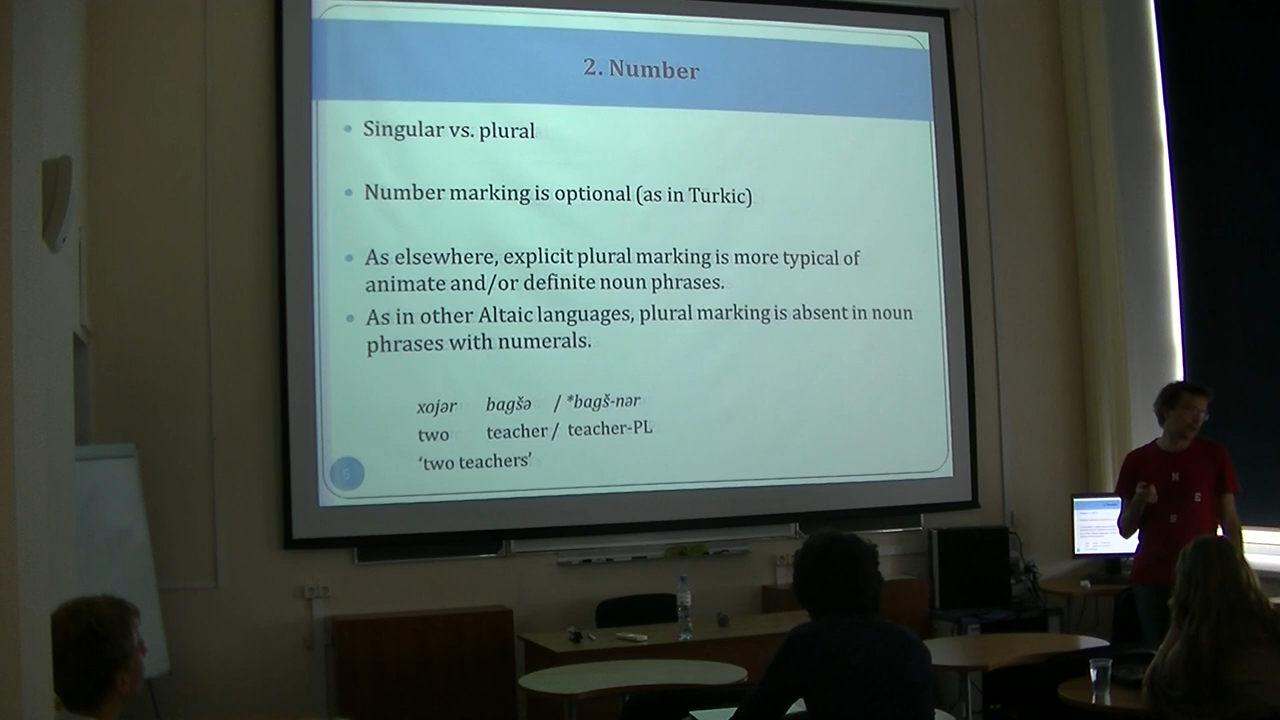 2. Number
• Singular vs. plural
• Number marking is optional (as in Turkic)
• As elsewhere, explicit plural marking is more typical of
animate and/or definite noun phrases.
• As in other Altaic languages, plural marking is absent in noun
phrases with numerals.
xojər bagšə / *bagš-nər
two teacher / teacher-PL
‘two teachers’
5
N
E